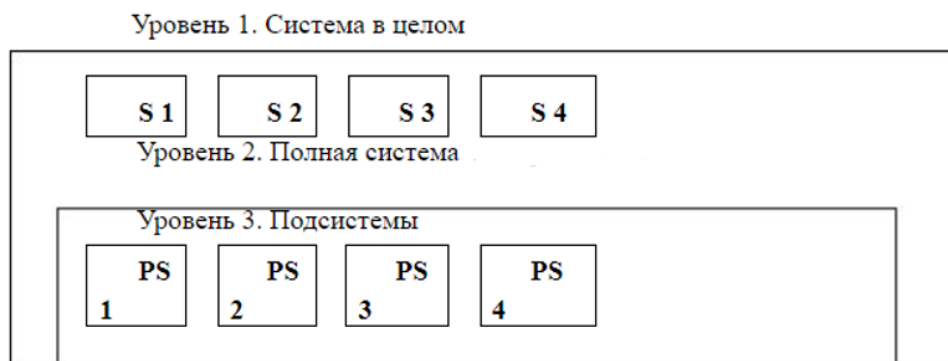 Уровень 1. Система в целом
S 1 S 2 S 3 S 4
Уровень 2. Полная система
Уровень 3. Подсистемы
PS PS PS PS
1 2 3 4